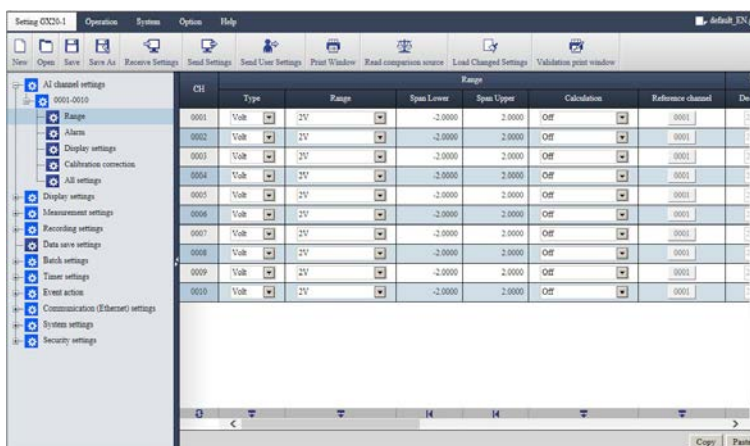 Setting GX20-1 Operation System Option Help default_EN
New Open Save Save As Receive Settings Send Settings Send User Settings Print Window Read comparison source Load Changed Settings Validation print window
AI channel settings
0001-0010
Range
Alarm
Display settings
Calibration correction
All settings
Display settings
Measurement settings
Recording settings
Data save settings
Batch settings
Timer settings
Event action
Communication (Ethernet) settings
System settings
Security settings
CH Range
Type Range Span Lower Span Upper Calculation Reference channel De
0001 Volt 2V -2.0000 2.0000 Off 0001
0002 Volt 2V -2.0000 2.0000 Off 0001
0003 Volt 2V -2.0000 2.0000 Off 0001
0004 Volt 2V -2.0000 2.0000 Off 0001
0005 Volt 2V -2.0000 2.0000 Off 0001
0006 Volt 2V -2.0000 2.0000 Off 0001
0007 Volt 2V -2.0000 2.0000 Off 0001
0008 Volt 2V -2.0000 2.0000 Off 0001
0009 Volt 2V -2.0000 2.0000 Off 0001
0010 Volt 2V -2.0000 2.0000 Off 0001
Copy Paste